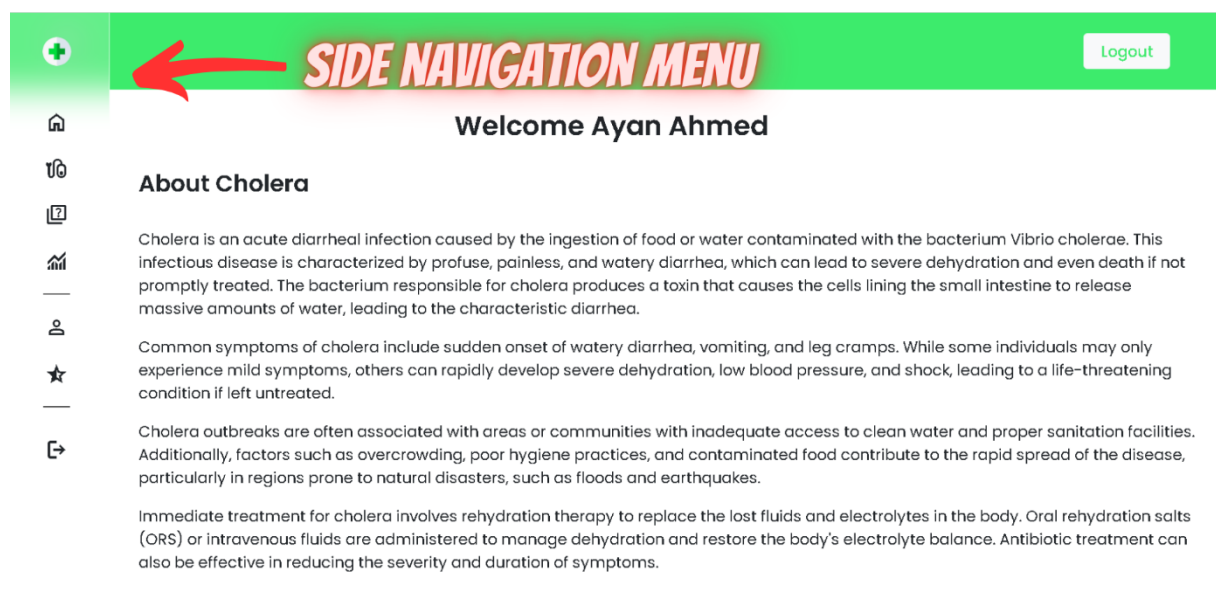 SIDE NAVIGATION MENU
Logout
Welcome Ayan Ahmed
About Cholera
Cholera is an acute diarrheal infection caused by the ingestion of food or water contaminated with the bacterium Vibrio cholerae. This
infectious disease is characterized by profuse, painless, and watery diarrhea, which can lead to severe dehydration and even death if not
promptly treated. The bacterium responsible for cholera produces a toxin that causes the cells lining the small intestine to release
massive amounts of water, leading to the characteristic diarrhea.
Common symptoms of cholera include sudden onset of watery diarrhea, vomiting, and leg cramps. While some individuals may only
experience mild symptoms, others can rapidly develop severe dehydration, low blood pressure, and shock, leading to a life-threatening
condition if left untreated.
Cholera outbreaks are often associated with areas or communities with inadequate access to clean water and proper sanitation facilities.
Additionally, factors such as overcrowding, poor hygiene practices, and contaminated food contribute to the rapid spread of the disease,
particularly in regions prone to natural disasters, such as floods and earthquakes.
Immediate treatment for cholera involves rehydration therapy to replace the lost fluids and electrolytes in the body. Oral rehydration salts
(ORS) or intravenous fluids are administered to manage dehydration and restore the body's electrolyte balance. Antibiotic treatment can
also be effective in reducing the severity and duration of symptoms.